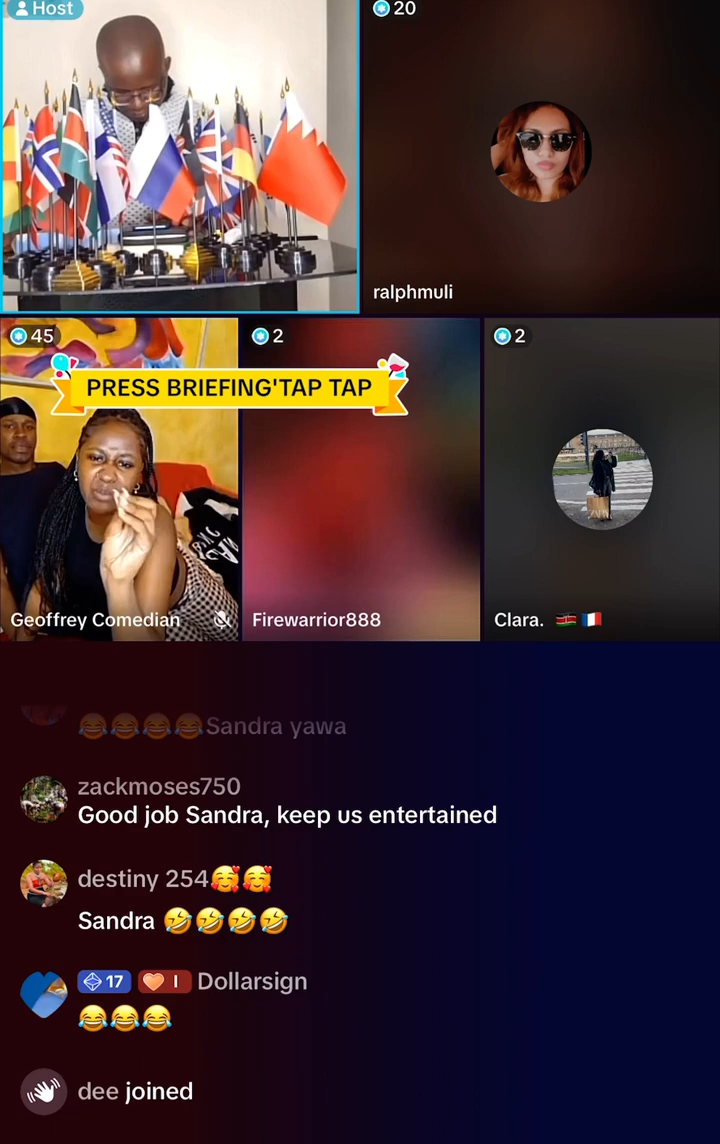 Host
20
ralphmuli
45
2
2
PRESS BRIEFING'TAP TAP
Geoffrey Comedian
Firewarrior888
Clara. 🇰🇪 🇫🇷
😂😂😂😂Sandra yawa
zackmoses750
Good job Sandra, keep us entertained
destiny 254🥰🥰
Sandra 🤣🤣🤣🤣
17 I Dollarsign
😂😂😂
dee joined